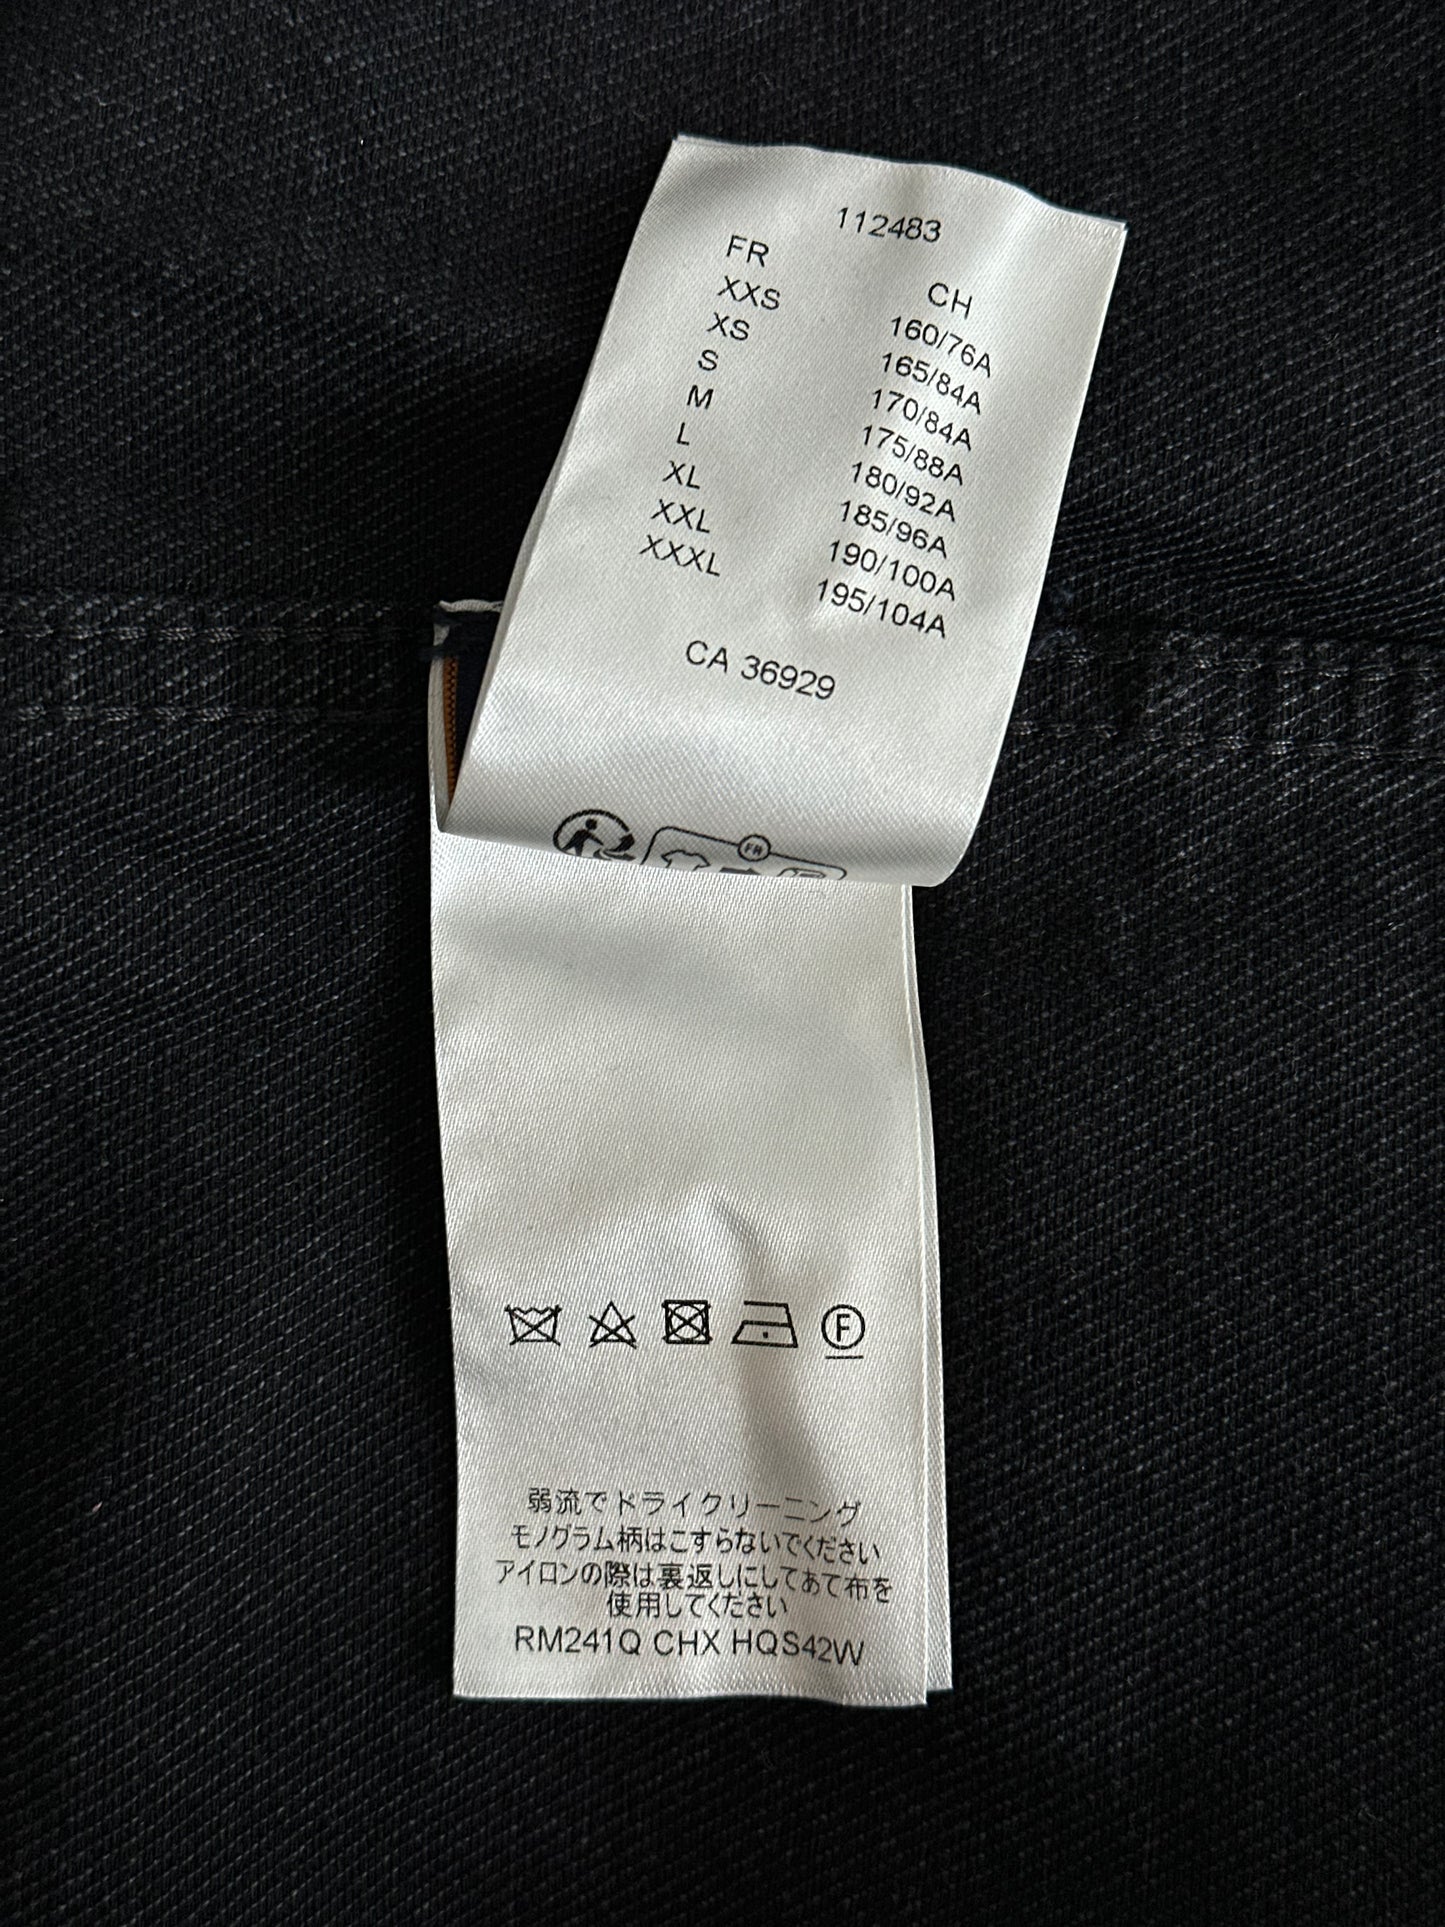 112483
FR CH
XXS 160/76A
XS 165/84A
S 170/84A
M 175/88A
L 180/92A
XL 185/96A
XXL 190/100A
XXXL 195/104A
CA 36929
FR
F
弱流でドライクリーニング
モノグラム柄はこすらないでください
アイロンの際は裏返しにしてあて布を
使用してください
RM241Q CHX HQS42W